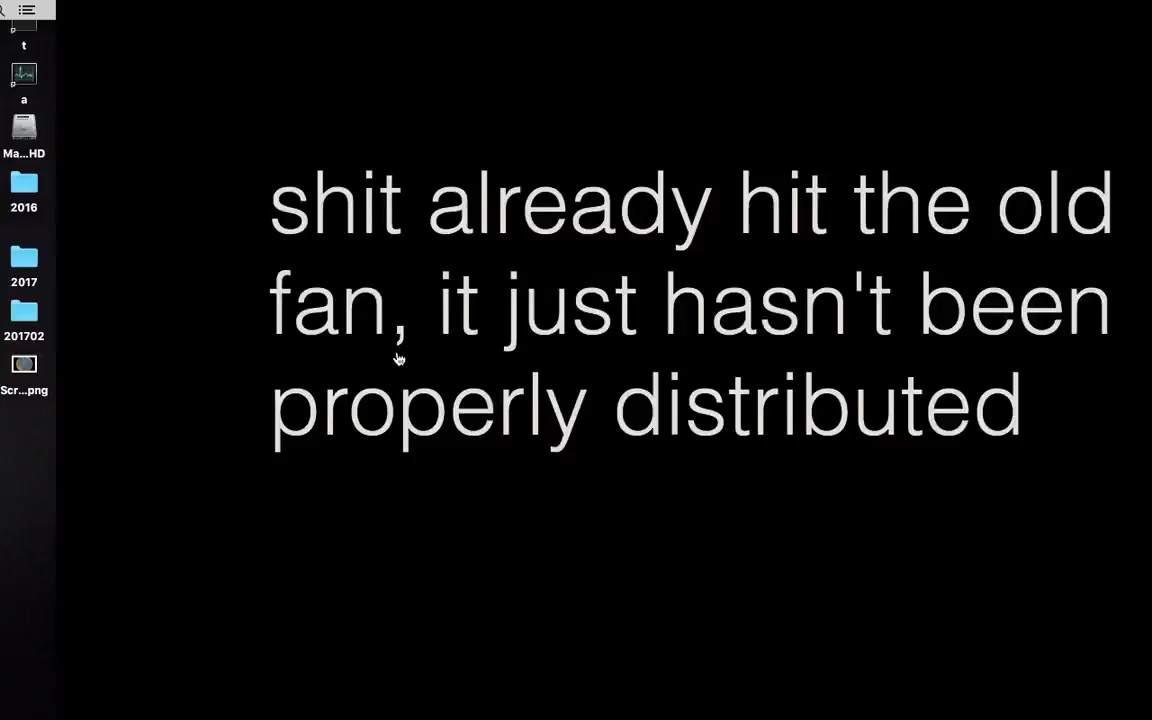 t
a
Ma...HD
2016
2017
201702
Scr...png
shit already hit the old
fan, it just hasn't been
properly distributed